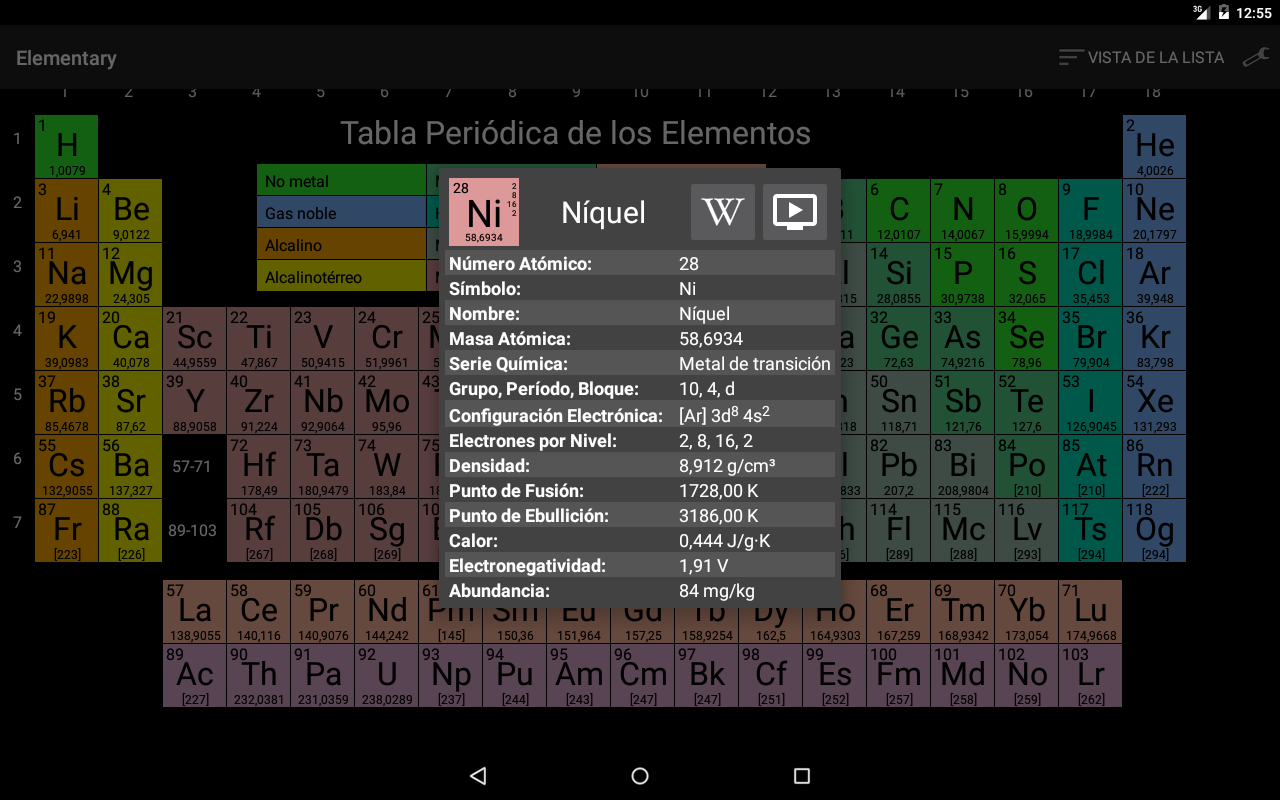 3G 12:55
Elementary VISTA DE LA LISTA
1 2 3 4 5 6 7 8 9 10 11 12 13 14 15 16 17 18
Tabla Periódica de los Elementos
1 1 H 1,0079 2 He 4,0026
No metal
Gas noble
Alcalino
Alcalinotérreo
2 3 Li 6,941 4 Be 9,0122 6 C 12,0107 7 N 14,0067 8 O 15,9994 9 F 18,9984 10 Ne 20,1797
3 11 Na 22,9898 12 Mg 24,305 14 Si 28,0855 15 P 30,9738 16 S 32,065 17 Cl 35,453 18 Ar 39,948
4 19 K 39,0983 20 Ca 40,078 21 Sc 44,9559 22 Ti 47,867 23 V 50,9415 24 Cr 51,9961 32 Ge 72,63 33 As 74,9216 34 Se 78,96 35 Br 79,904 36 Kr 83,798
5 37 Rb 85,4678 38 Sr 87,62 39 Y 88,9058 40 Zr 91,224 41 Nb 92,9064 42 Mo 95,96 43 50 Sn 118,71 51 Sb 121,76 52 Te 127,6 53 I 126,9045 54 Xe 131,293
6 55 Cs 132,9055 56 Ba 137,327 57-71 72 Hf 178,49 73 Ta 180,9479 74 W 183,84 75 82 Pb 207,2 83 Bi 208,9804 84 Po [210] 85 At [210] 86 Rn [222]
7 87 Fr [223] 88 Ra [226] 89-103 104 Rf [267] 105 Db [268] 106 Sg [269] 114 Fl [289] 115 Mc [288] 116 Lv [293] 117 Ts [294] 118 Og [294]
28 Ni 58,6934 2 8 16 2 Níquel W
Número Atómico: 28
Símbolo: Ni
Nombre: Níquel
Masa Atómica: 58,6934
Serie Química: Metal de transición
Grupo, Período, Bloque: 10, 4, d
Configuración Electrónica: [Ar] 3d⁸ 4s²
Electrones por Nivel: 2, 8, 16, 2
Densidad: 8,912 g/cm³
Punto de Fusión: 1728,00 K
Punto de Ebullición: 3186,00 K
Calor: 0,444 J/g·K
Electronegatividad: 1,91 V
Abundancia: 84 mg/kg
57 La 138,9055 58 Ce 140,116 59 Pr 140,9076 60 Nd 144,242 61 Pm [145] Sm 150,36 Eu 151,964 Gd 157,25 Tb 158,9254 Dy 162,5 Ho 164,9303 68 Er 167,259 69 Tm 168,9342 70 Yb 173,054 71 Lu 174,9668
89 Ac [227] 90 Th 232,0381 91 Pa 231,0359 92 U 238,0289 93 Np [237] 94 Pu [244] 95 Am [243] 96 Cm [247] 97 Bk [247] 98 Cf [251] 99 Es [252] 100 Fm [257] 101 Md [258] 102 No [259] 103 Lr [262]